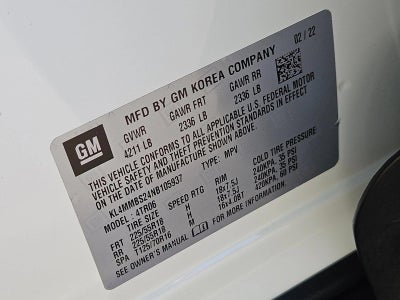 MFD BY GM KOREA COMPANY 02/22
GVWR GAWR FRT GAWR RR
4211 LB 2336 LB 2336 LB
GM
THIS VEHICLE CONFORMS TO ALL APPLICABLE U.S. FEDERAL MOTOR
VEHICLE SAFETY AND THEFT PREVENTION STANDARDS IN EFFECT
ON THE DATE OF MANUFACTURE SHOWN ABOVE.
KL4MMBS24NB105937 TYPE: MPV
MODEL: 4TR06
TIRE SIZE SPEED RTG RIM COLD TIRE PRESSURE
FRT 225/55R18 H 18x7.5J 240KPA, 35 PSI
RR 225/55R18 H 18x7.5J 240KPA, 35 PSI
SPA T125/70R16 M 16x4.0BT 420KPA, 60 PSI
SEE OWNER'S MANUAL